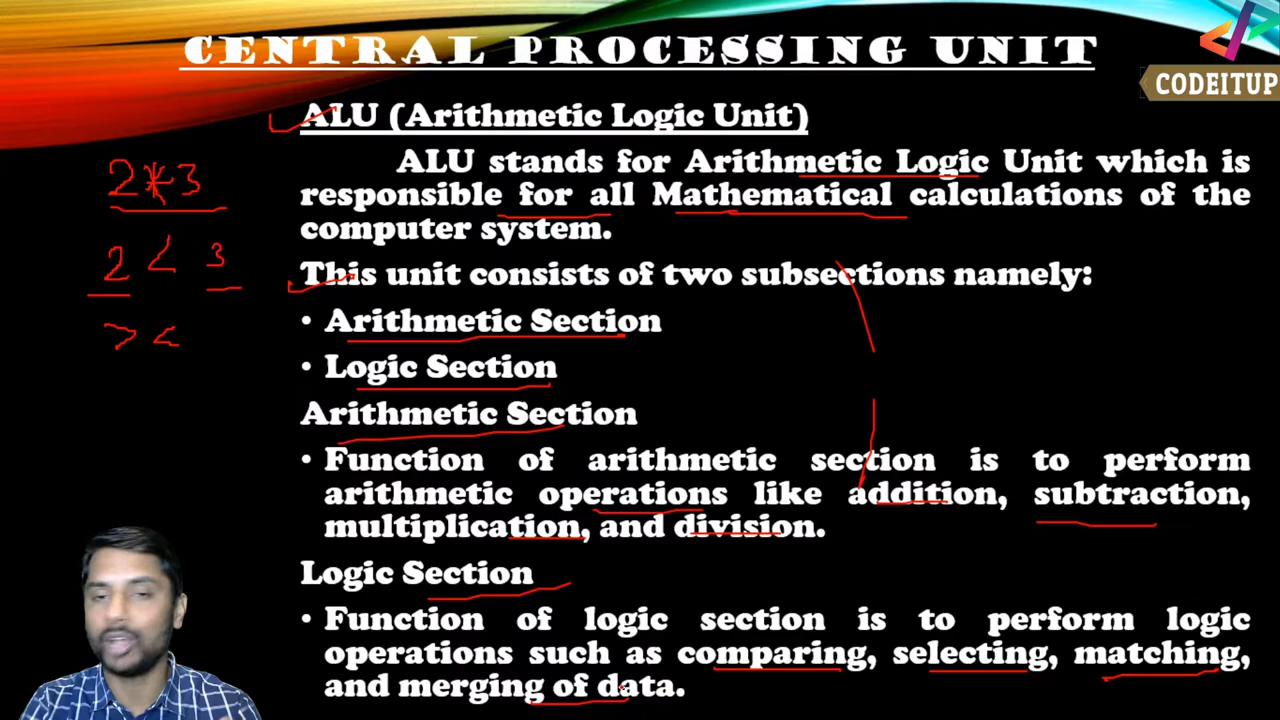 CENTRAL PROCESSING UNIT
CODEITUP
ALU (Arithmetic Logic Unit)
ALU stands for Arithmetic Logic Unit which is
responsible for all Mathematical calculations of the
computer system.
2*3
2 < 3
> <
This unit consists of two subsections namely:
• Arithmetic Section
• Logic Section
Arithmetic Section
• Function of arithmetic section is to perform
arithmetic operations like addition, subtraction,
multiplication, and division.
Logic Section
• Function of logic section is to perform logic
operations such as comparing, selecting, matching,
and merging of data.